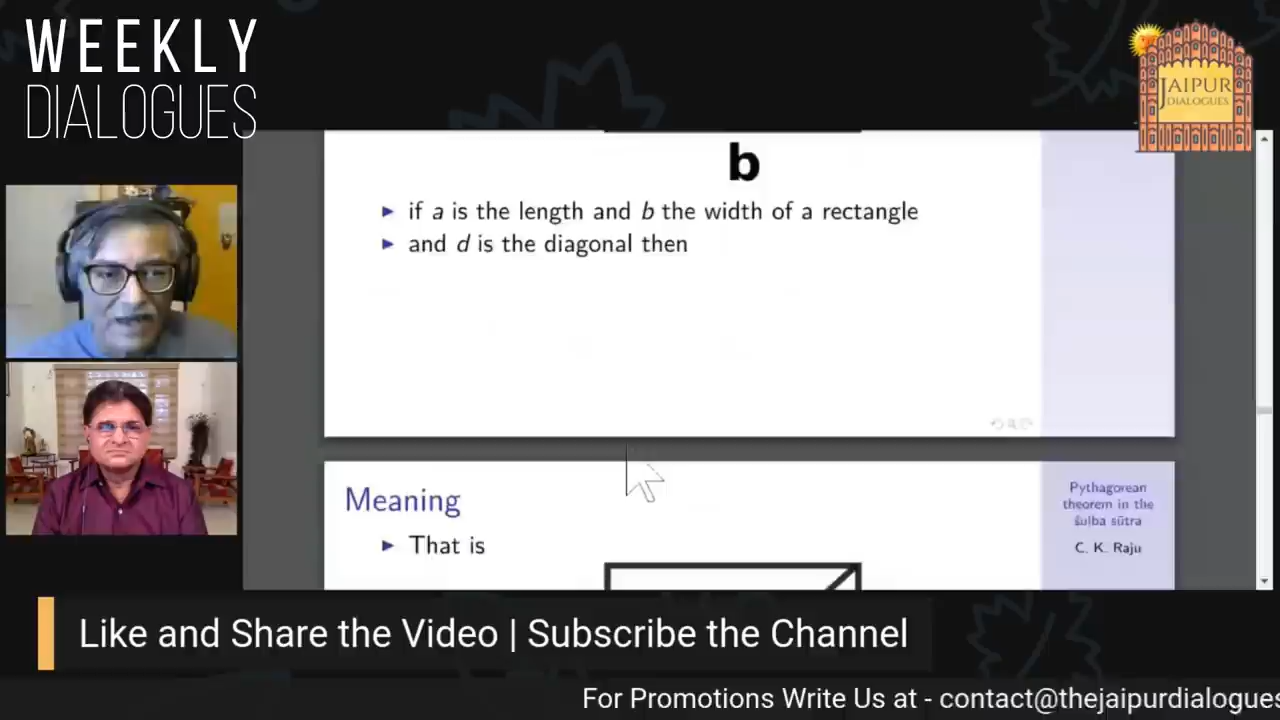 WEEKLY
DIALOGUES
JAIPUR
DIALOGUES
b
if a is the length and b the width of a rectangle
and d is the diagonal then
Meaning
That is
Pythagorean
theorem in the
śulba sūtra
C. K. Raju
Like and Share the Video | Subscribe the Channel
For Promotions Write Us at - contact@thejaipurdialogues